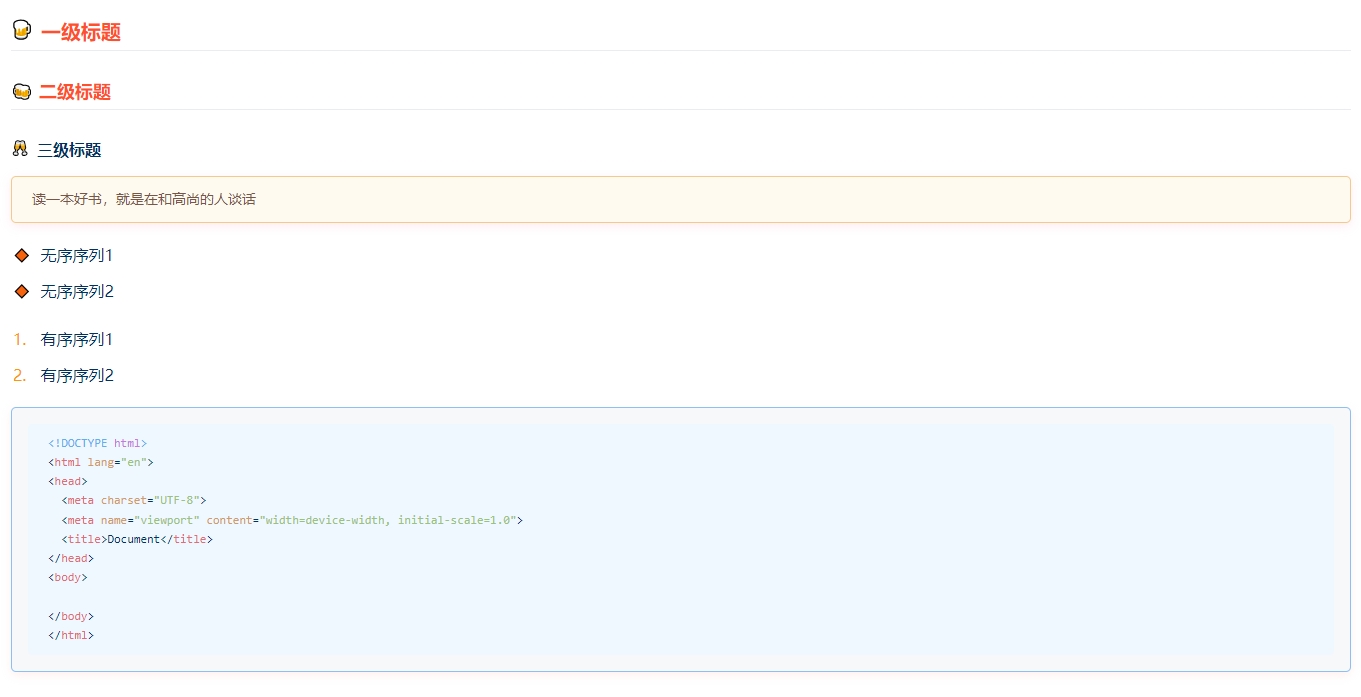 一级标题
二级标题
三级标题
读一本好书，就是在和高尚的人谈话
无序序列1
无序序列2
1. 有序序列1
2. 有序序列2
<!DOCTYPE html>
<html lang="en">
<head>
  <meta charset="UTF-8">
  <meta name="viewport" content="width=device-width, initial-scale=1.0">
  <title>Document</title>
</head>
<body>

</body>
</html>